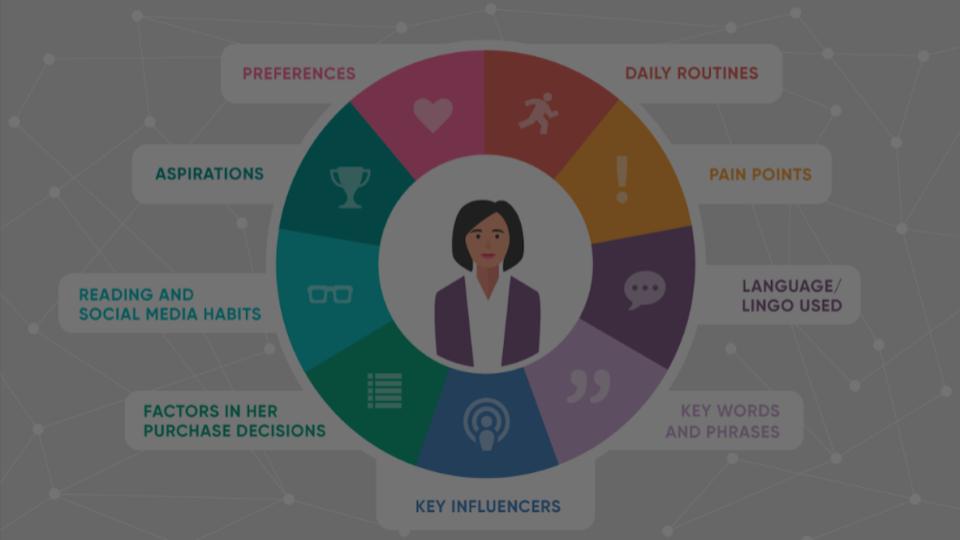 PREFERENCES
DAILY ROUTINES
ASPIRATIONS
PAIN POINTS
READING AND
SOCIAL MEDIA HABITS
LANGUAGE/
LINGO USED
FACTORS IN HER
PURCHASE DECISIONS
KEY WORDS
AND PHRASES
KEY INFLUENCERS